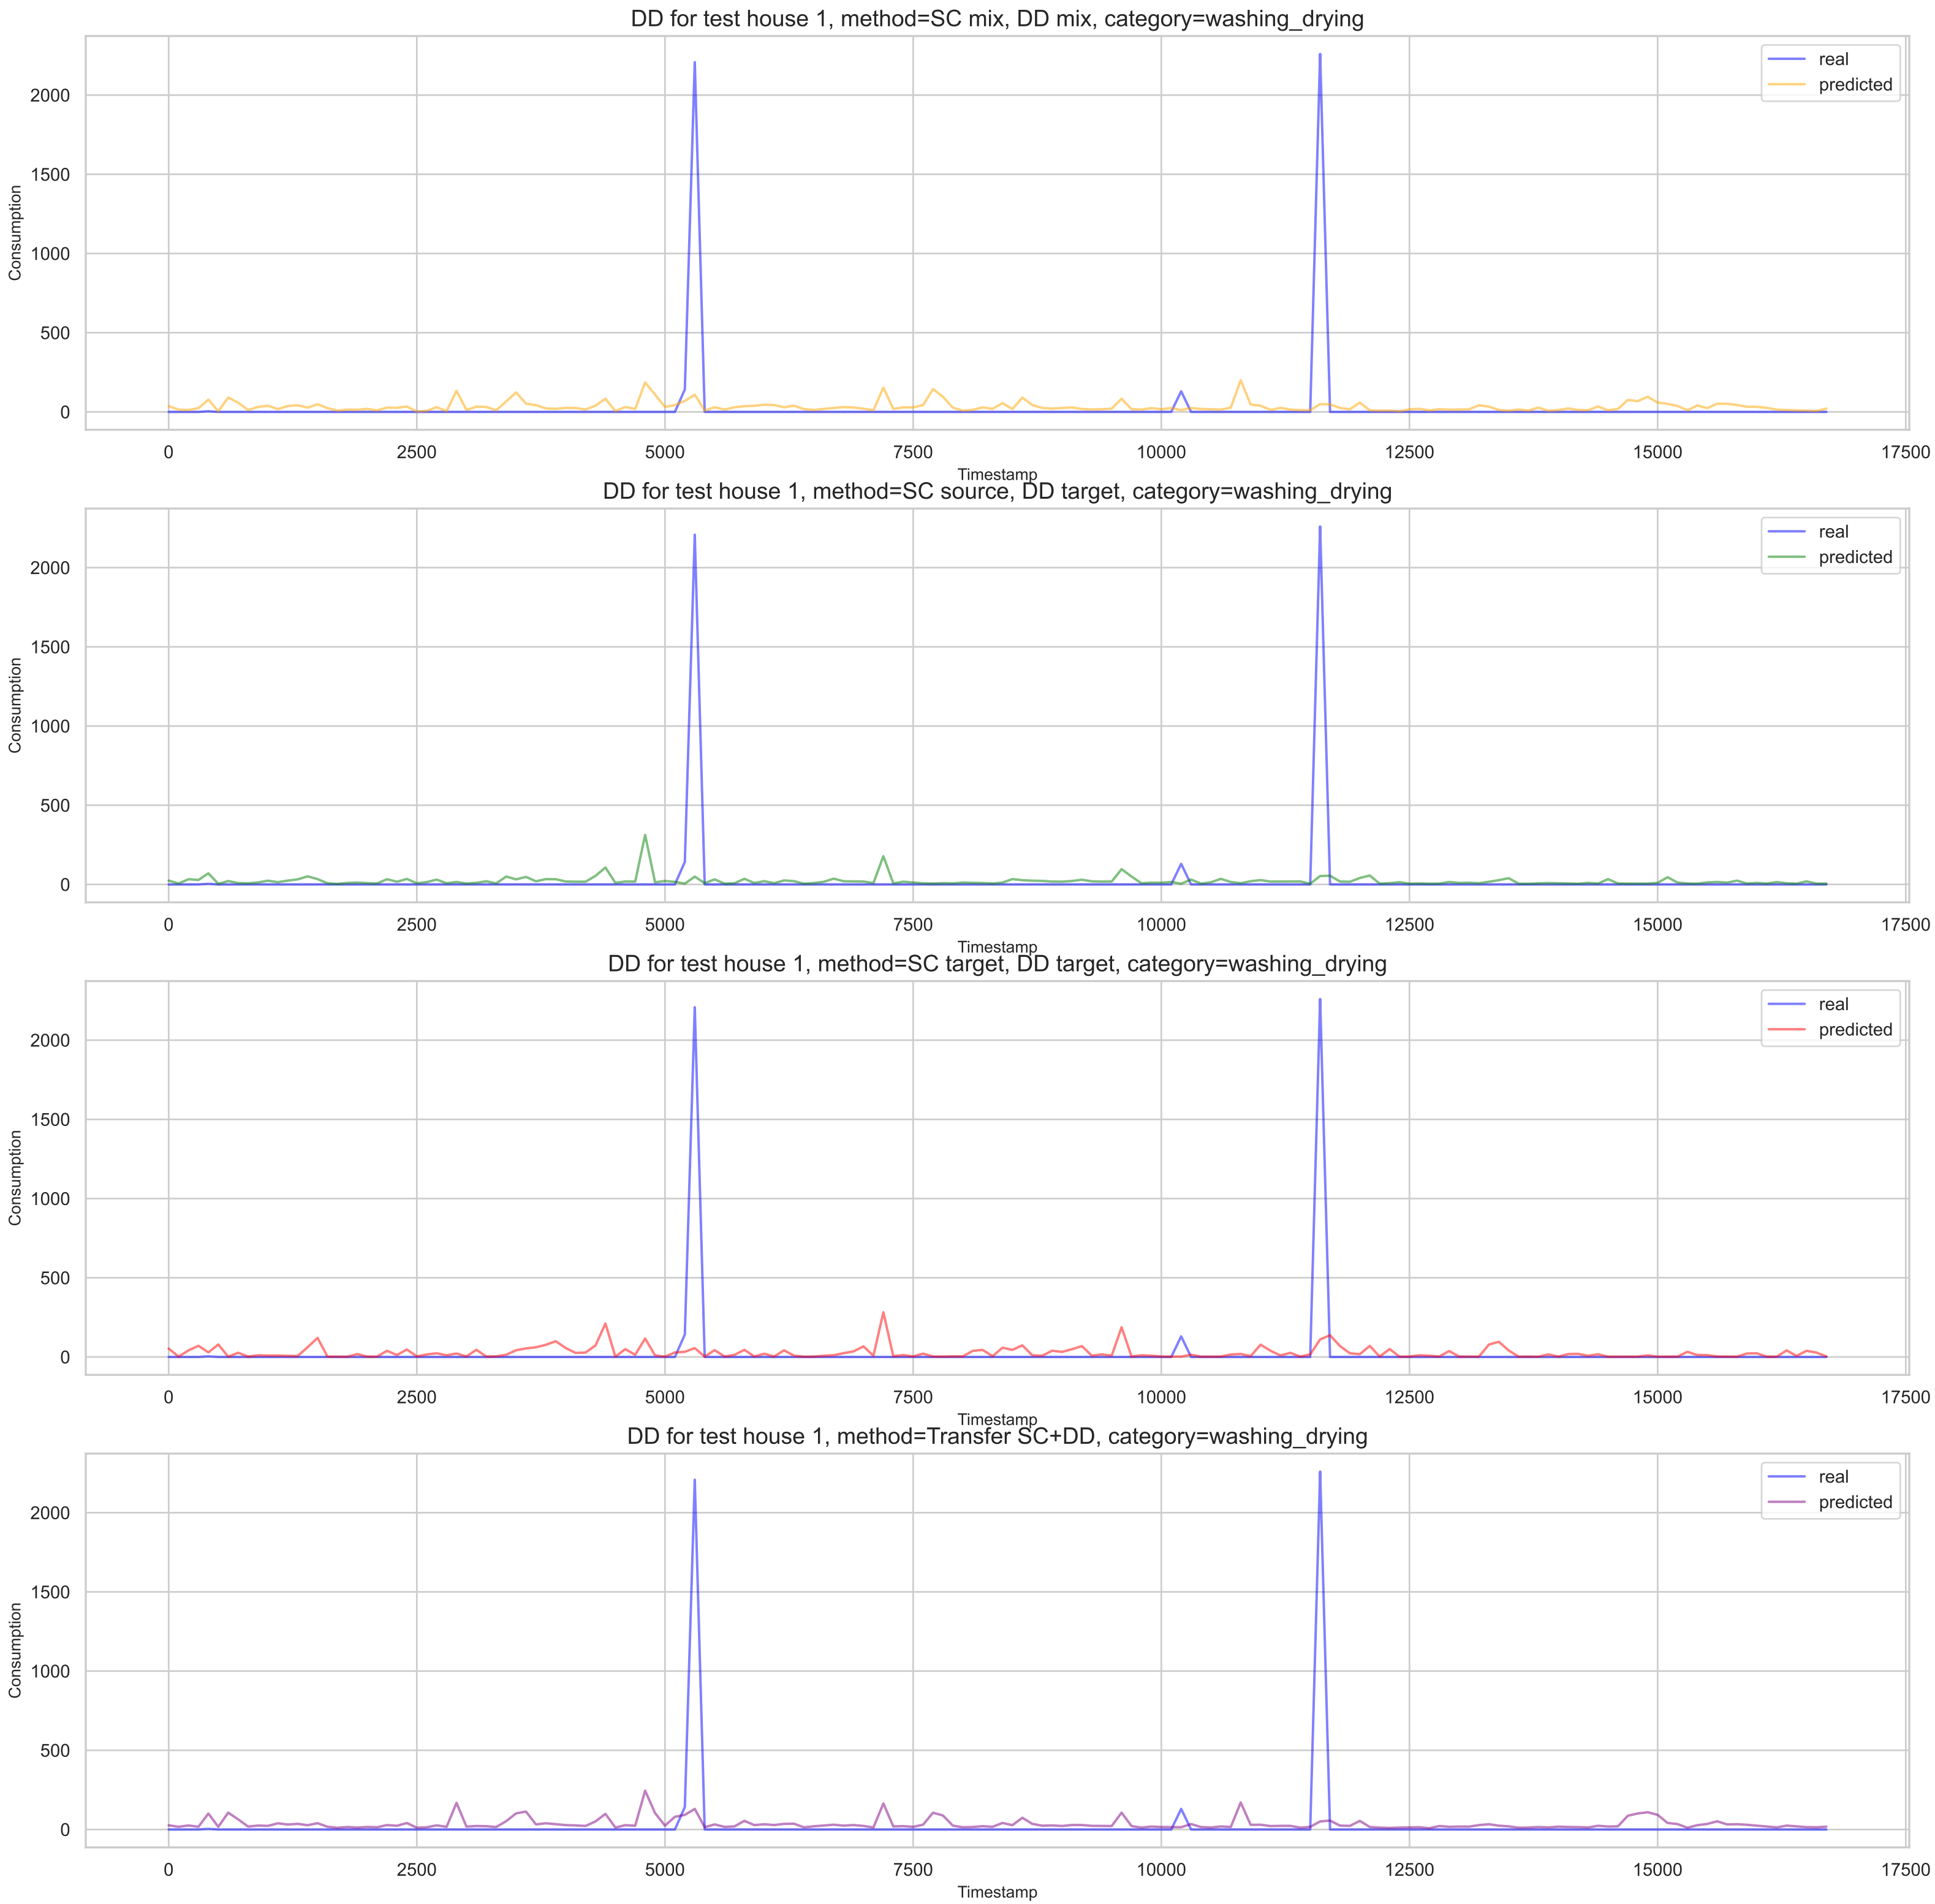 DD for test house 1, method=SC mix, DD mix, category=washing_drying
real
predicted
2000
1500
1000
500
0
Consumption
0 2500 5000 7500 10000 12500 15000 17500
Timestamp
DD for test house 1, method=SC source, DD target, category=washing_drying
real
predicted
2000
1500
1000
500
0
Consumption
0 2500 5000 7500 10000 12500 15000 17500
Timestamp
DD for test house 1, method=SC target, DD target, category=washing_drying
real
predicted
2000
1500
1000
500
0
Consumption
0 2500 5000 7500 10000 12500 15000 17500
Timestamp
DD for test house 1, method=Transfer SC+DD, category=washing_drying
real
predicted
2000
1500
1000
500
0
Consumption
0 2500 5000 7500 10000 12500 15000 17500
Timestamp